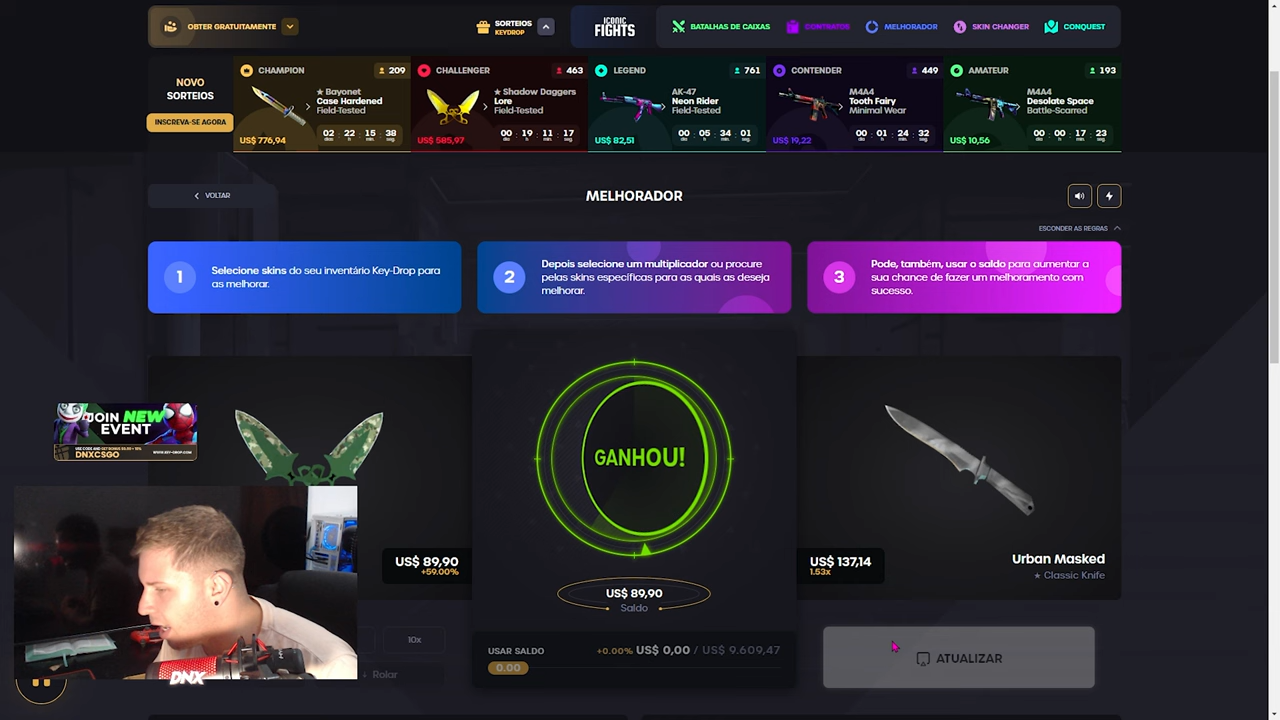 OBTER GRATUITAMENTE
SORTEIOS
KEYDROP
ICONIC
FIGHTS
BATALHAS DE CAIXAS
CONTRATOS
MELHORADOR
SKIN CHANGER
CONQUEST
NOVO
SORTEIOS
INSCREVA-SE AGORA
CHAMPION
209
★ Bayonet
Case Hardened
Field-Tested
US$ 776,94
02 : 22 : 15 : 38
CHALLENGER
463
★ Shadow Daggers
Lore
Field-Tested
US$ 585,97
00 : 19 : 11 : 17
LEGEND
761
AK-47
Neon Rider
Field-Tested
US$ 82,51
00 : 05 : 34 : 01
CONTENDER
449
M4A4
Tooth Fairy
Minimal Wear
US$ 19,22
00 : 01 : 24 : 32
AMATEUR
193
M4A4
Desolate Space
Battle-Scarred
US$ 10,56
00 : 00 : 17 : 23
VOLTAR
MELHORADOR
ESCONDER AS REGRAS
1
Selecione skins do seu inventário Key-Drop para
as melhorar.
2
Depois selecione um multiplicador ou procure
pelas skins específicas para as quais as deseja
melhorar.
3
Pode, também, usar o saldo para aumentar a
sua chance de fazer um melhoramento com
sucesso.
JOIN NEW
EVENT
DNXCSGO
WWW.KEY-DROP.COM
GANHOU!
US$ 89,90
+59.00%
US$ 137,14
1.53x
Urban Masked
★ Classic Knife
US$ 89,90
Saldo
10x
Rolar
USAR SALDO
+0.00% US$ 0,00 / US$ 9.609,47
0.00
ATUALIZAR
DNX